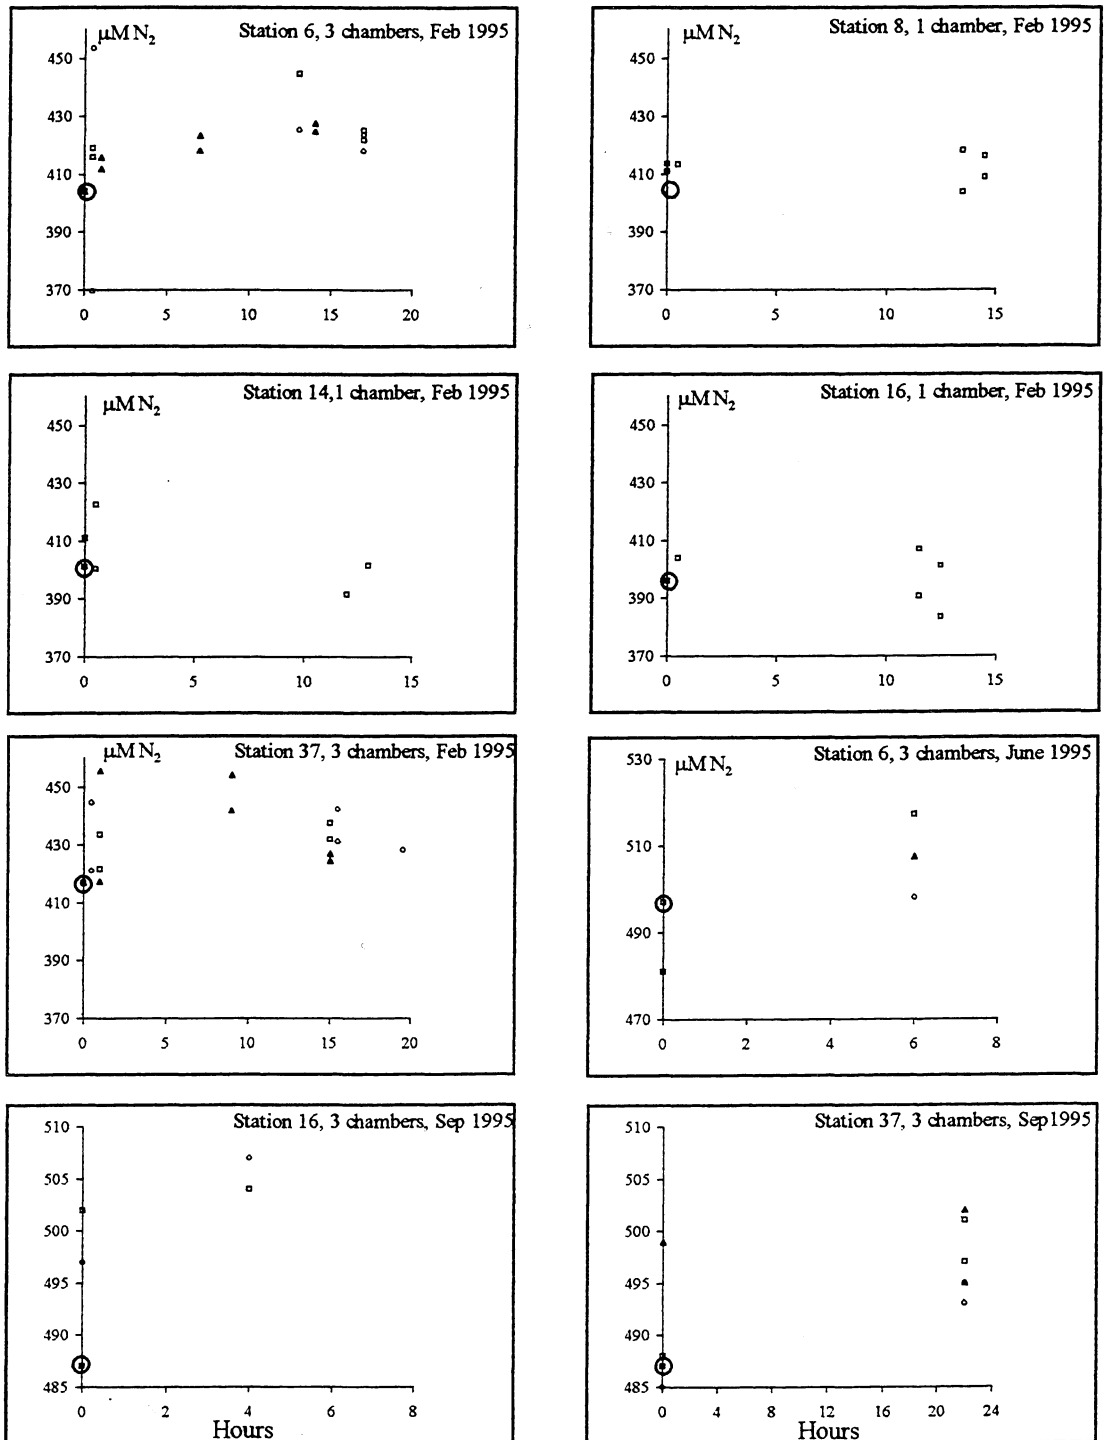 μM N₂
Station 6, 3 chambers, Feb 1995
450
430
410
390
370
0 5 10 15 20
μM N₂
Station 8, 1 chamber, Feb 1995
450
430
410
390
370
0 5 10 15
μM N₂
Station 14,1 chamber, Feb 1995
450
430
410
390
370
0 5 10 15
μM N₂
Station 16, 1 chamber, Feb 1995
450
430
410
390
370
0 5 10 15
μM N₂
Station 37, 3 chambers, Feb 1995
450
430
410
390
370
0 5 10 15 20
μM N₂
Station 6, 3 chambers, June 1995
530
510
490
470
0 2 4 6 8
Station 16, 3 chambers, Sep 1995
510
505
500
495
490
485
0 2 4 6 8
Hours
Station 37, 3 chambers, Sep1995
510
505
500
495
490
485
0 4 8 12 16 20 24
Hours